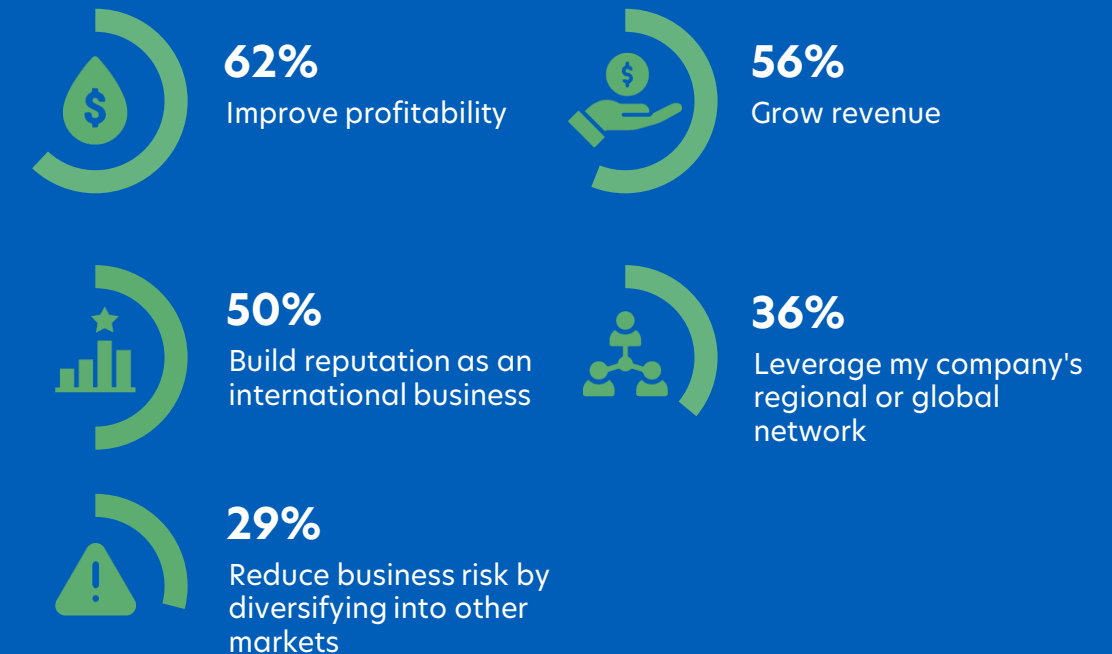 $
62%
Improve profitability
$
56%
Grow revenue
50%
Build reputation as an
international business
36%
Leverage my company's
regional or global
network
!
29%
Reduce business risk by
diversifying into other
markets